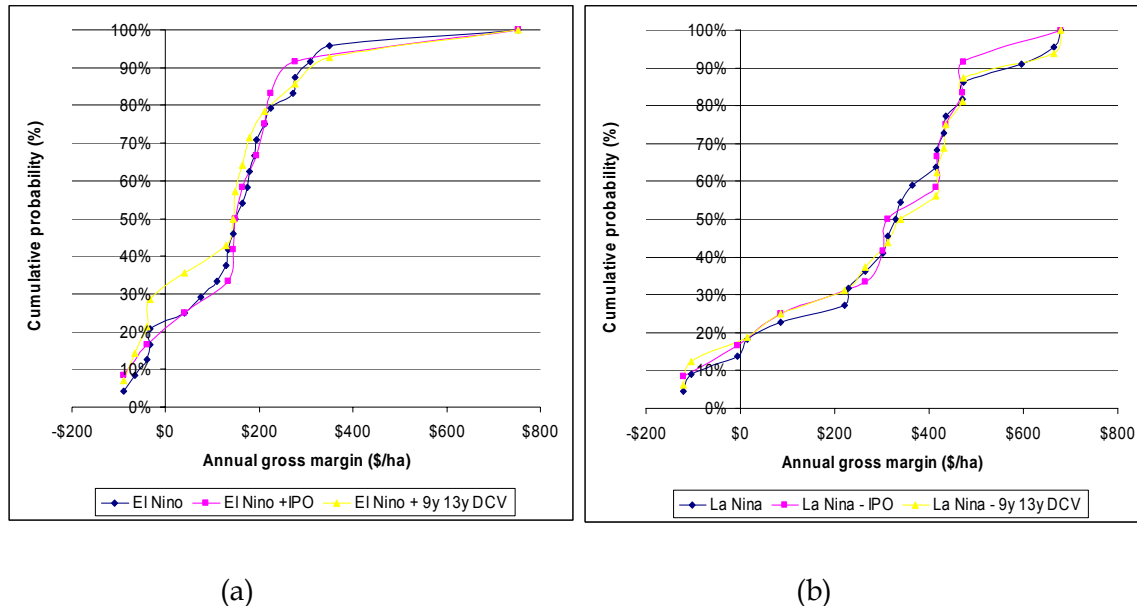 100%
90%
80%
70%
60%
50%
40%
30%
20%
10%
0%
Cumulative probability (%)
-$200 $0 $200 $400 $600 $800
Annual gross margin ($/ha)
El Nino El Nino +IPO El Nino + 9y 13y DCV
(a)
100%
90%
80%
70%
60%
50%
40%
30%
20%
10%
0%
Cumulative probability (%)
-$200 $0 $200 $400 $600 $800
Annual gross margin ($/ha)
La Nina La Nina - IPO La Nina - 9y 13y DCV
(b)